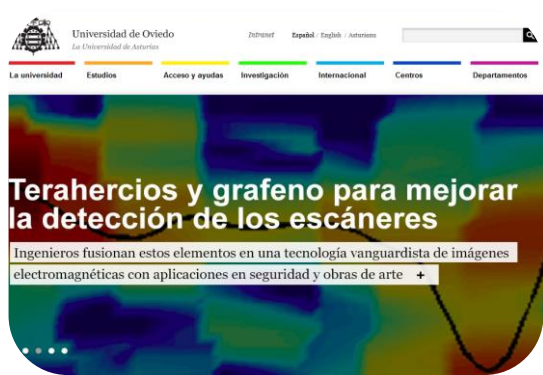 Universidad de Oviedo
La Universidad de Asturias
Intranet Español / English / Asturianu
La universidad Estudios Acceso y ayudas Investigación Internacional Centros Departamentos
Terahercios y grafeno para mejorar
la detección de los escáneres
Ingenieros fusionan estos elementos en una tecnología vanguardista de imágenes
electromagnéticas con aplicaciones en seguridad y obras de arte +